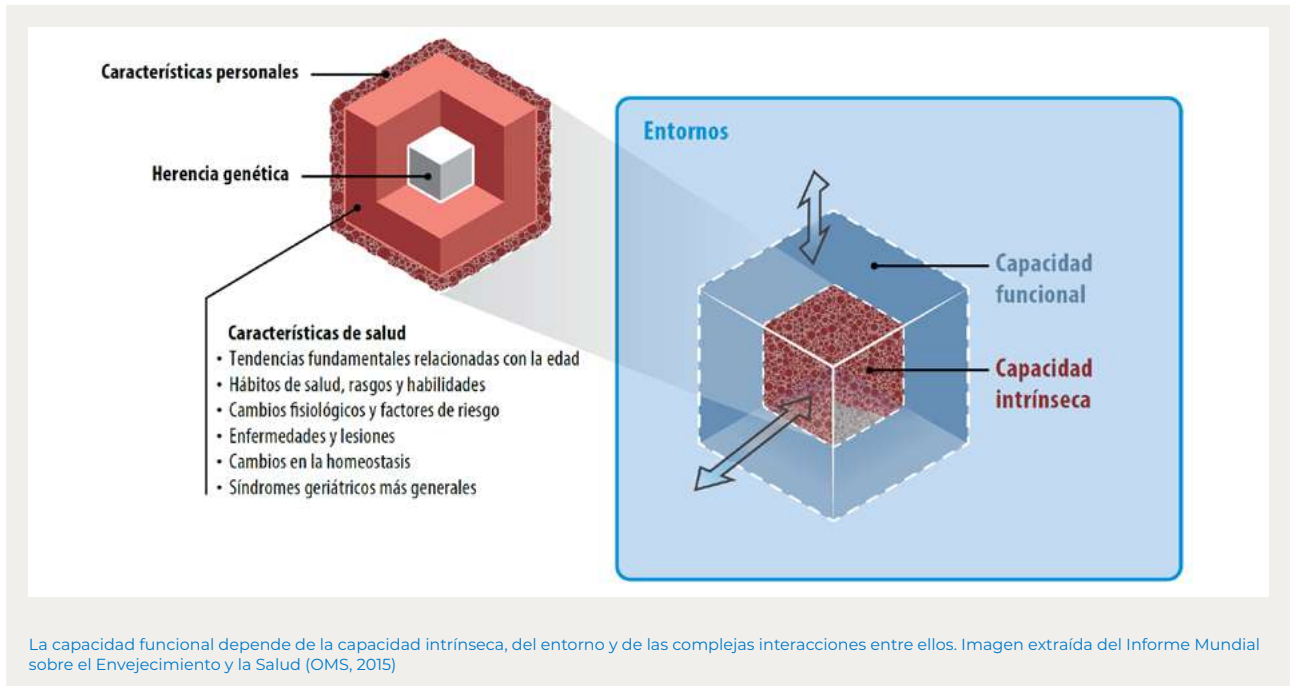 Características personales
Herencia genética
Características de salud
• Tendencias fundamentales relacionadas con la edad
• Hábitos de salud, rasgos y habilidades
• Cambios fisiológicos y factores de riesgo
• Enfermedades y lesiones
• Cambios en la homeostasis
• Síndromes geriátricos más generales
Entornos
Capacidad
funcional
Capacidad
intrínseca
La capacidad funcional depende de la capacidad intrínseca, del entorno y de las complejas interacciones entre ellos. Imagen extraída del Informe Mundial
sobre el Envejecimiento y la Salud (OMS, 2015)